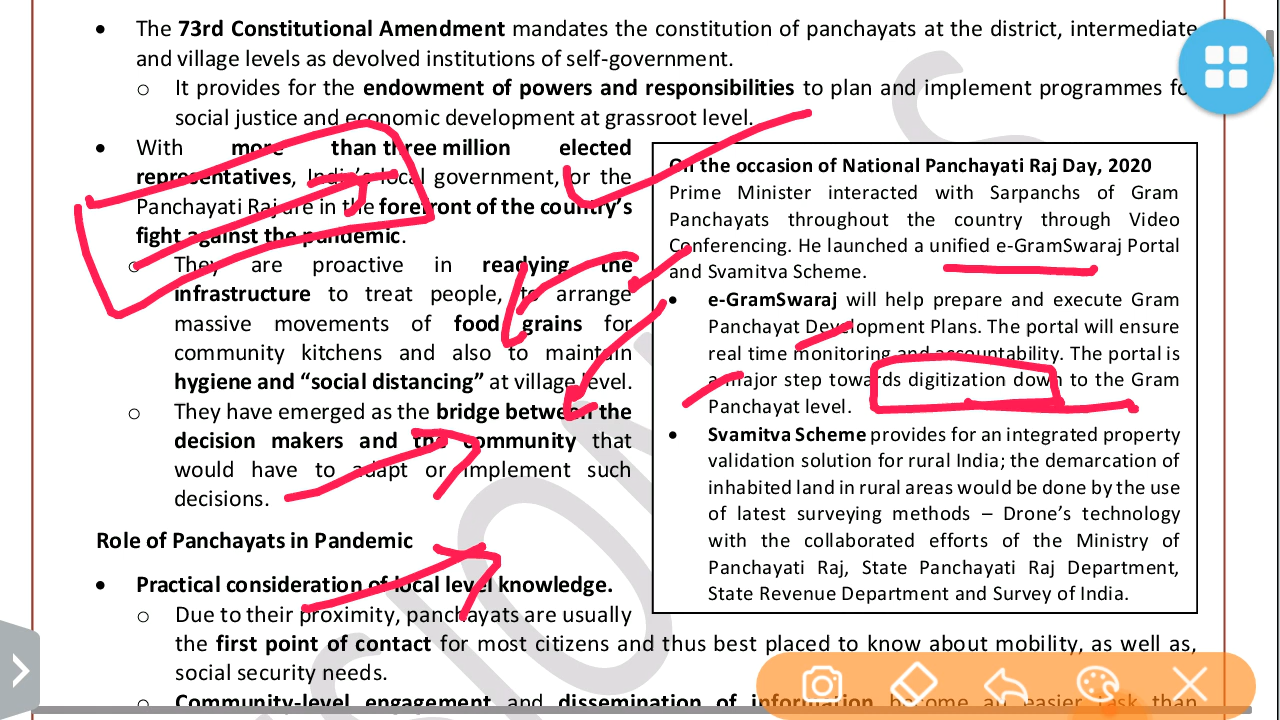 The 73rd Constitutional Amendment mandates the constitution of panchayats at the district, intermediate
and village levels as devolved institutions of self-government.
It provides for the endowment of powers and responsibilities to plan and implement programmes for
social justice and economic development at grassroot level.
With more than three million elected
representatives, India's local government, or the
Panchayati Raj are in the forefront of the country's
fight against the pandemic.
They are proactive in readying the
infrastructure to treat people, to arrange
massive movements of food grains for
community kitchens and also to maintain
hygiene and "social distancing" at village level.
They have emerged as the bridge between the
decision makers and the community that
would have to adapt or implement such
decisions.
On the occasion of National Panchayati Raj Day, 2020
Prime Minister interacted with Sarpanchs of Gram
Panchayats throughout the country through Video
Conferencing. He launched a unified e-GramSwaraj Portal
and Svamitva Scheme.
e-GramSwaraj will help prepare and execute Gram
Panchayat Development Plans. The portal will ensure
real time monitoring and accountability. The portal is
a major step towards digitization down to the Gram
Panchayat level.
Svamitva Scheme provides for an integrated property
validation solution for rural India; the demarcation of
inhabited land in rural areas would be done by the use
of latest surveying methods – Drone's technology
with the collaborated efforts of the Ministry of
Panchayati Raj, State Panchayati Raj Department,
State Revenue Department and Survey of India.
Role of Panchayats in Pandemic
Practical consideration of local level knowledge.
Due to their proximity, panchayats are usually
the first point of contact for most citizens and thus best placed to know about mobility, as well as,
social security needs.
Community-level engagement and dissemination of information become an easier task than